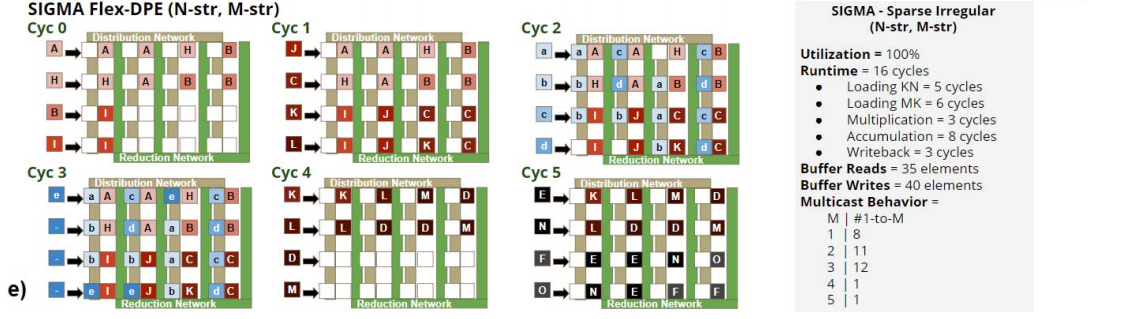 SIGMA Flex-DPE (N-str, M-str)
Cyc 0
Distribution Network
A A A H B
H H A B B
B I
I I
Reduction Network
Cyc 1
Distribution Network
J A A H B
C H A B B
K I J C C
L I J K C
Reduction Network
Cyc 2
Distribution Network
a a A c A H c B
b b H d A a B d B
c b I b J a C c C
d I J b K d C
Reduction Network
Cyc 3
Distribution Network
e a A c A e H c B
- b H d A a B d B
- b I b J a C c C
- e I e J b K d C
Reduction Network
Cyc 4
Distribution Network
K K L M D
L L D D M
D
M
Reduction Network
Cyc 5
Distribution Network
E K L M D
N L D D M
F E E N O
O N E F F
Reduction Network
e)
SIGMA - Sparse Irregular
(N-str, M-str)
Utilization = 100%
Runtime = 16 cycles
● Loading KN = 5 cycles
● Loading MK = 6 cycles
● Multiplication = 3 cycles
● Accumulation = 8 cycles
● Writeback = 3 cycles
Buffer Reads = 35 elements
Buffer Writes = 40 elements
Multicast Behavior =
M | #1-to-M
1 | 8
2 | 11
3 | 12
4 | 1
5 | 1